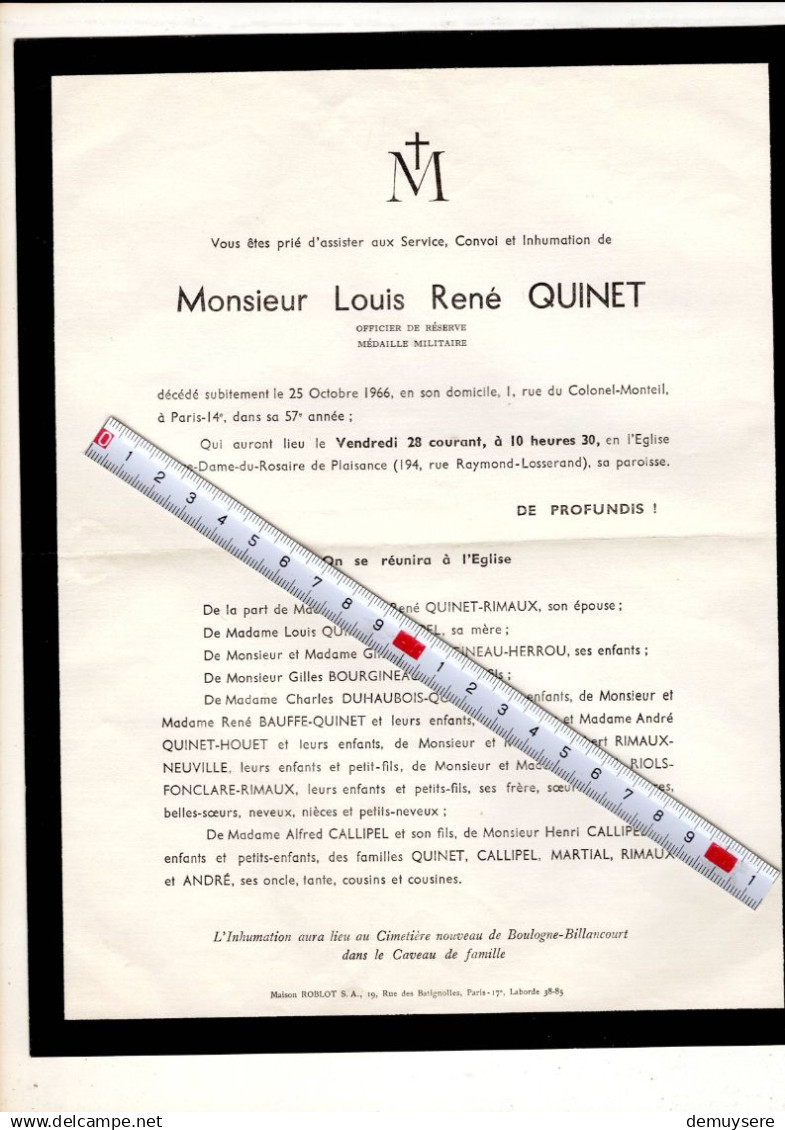 M
Vous êtes prié d'assister aux Service, Convoi et Inhumation de
Monsieur Louis René QUINET
OFFICIER DE RÉSERVE
MÉDAILLE MILITAIRE
décédé subitement le 25 Octobre 1966, en son domicile, 1, rue du Colonel-Monteil,
à Paris-14e, dans sa 57e année ;
Qui auront lieu le Vendredi 28 courant, à 10 heures 30, en l'Eglise
-Dame-du-Rosaire de Plaisance (194, rue Raymond-Losserand), sa paroisse.
DE PROFUNDIS !
On se réunira à l'Eglise
De la part de René QUINET-RIMAUX, son épouse ;
De Madame Louis sa mère ;
De Monsieur et Madame HERROU, ses enfants ;
De Monsieur Gilles
De Madame Charles enfants, de Monsieur et
Madame René BAUFFE-QUINET et leurs enfants, et Madame André
QUINET-HOUET et leurs enfants, de Monsieur et RIMAUX-
NEUVILLE, leurs enfants et petit-fils, de Monsieur et RIOLS-
FONCLARE-RIMAUX, leurs enfants et petits-fils, ses frère,
belles-sœurs, neveux, nièces et petits-neveux ;
De Madame Alfred CALLIPEL et son fils, de Monsieur Henri CALLIPEL
enfants et petits-enfants, des familles QUINET, CALLIPEL, MARTIAL, RIMAUX
et ANDRÉ, ses oncle, tante, cousins et cousines.
L'Inhumation aura lieu au Cimetière nouveau de Boulogne-Billancourt
dans le Caveau de famille
Maison ROBLOT S. A., 19, Rue des Batignolles, Paris-17e, Laborde 38-85
0 1 2 3 4 5 6 7 8 9 1 2 3 4 5 6 7 8 9 1
demuysere